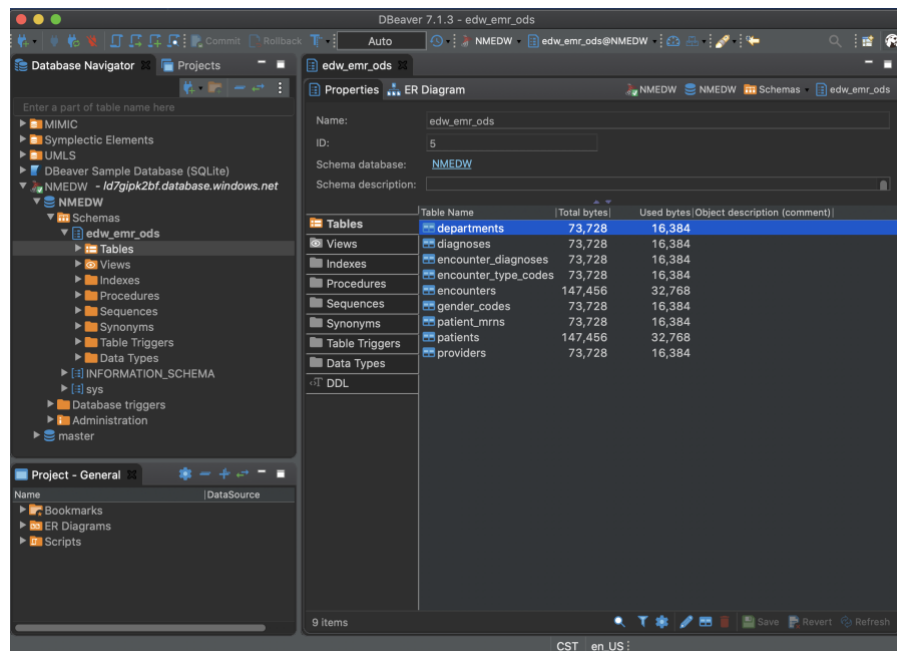 DBeaver 7.1.3 - edw_emr_ods
Commit Rollback Auto NMEDW edw_emr_ods@NMEDW
Database Navigator Projects
Enter a part of table name here
MIMIC
Symplectic Elements
UMLS
DBeaver Sample Database (SQLite)
NMEDW - ld7gipk2bf.database.windows.net
NMEDW
Schemas
edw_emr_ods
Tables
Views
Indexes
Procedures
Sequences
Synonyms
Table Triggers
Data Types
INFORMATION_SCHEMA
sys
Database triggers
Administration
master
Project - General
Name DataSource
Bookmarks
ER Diagrams
Scripts
edw_emr_ods
Properties ER Diagram NMEDW NMEDW Schemas edw_emr_ods
Name: edw_emr_ods
ID: 5
Schema database: NMEDW
Schema description:
Tables
Views
Indexes
Procedures
Sequences
Synonyms
Table Triggers
Data Types
DDL
Table Name Total bytes Used bytes Object description (comment)
departments 73,728 16,384
diagnoses 73,728 16,384
encounter_diagnoses 73,728 16,384
encounter_type_codes 73,728 16,384
encounters 147,456 32,768
gender_codes 73,728 16,384
patient_mrns 73,728 16,384
patients 147,456 32,768
providers 73,728 16,384
9 items Save Revert Refresh
CST en_US